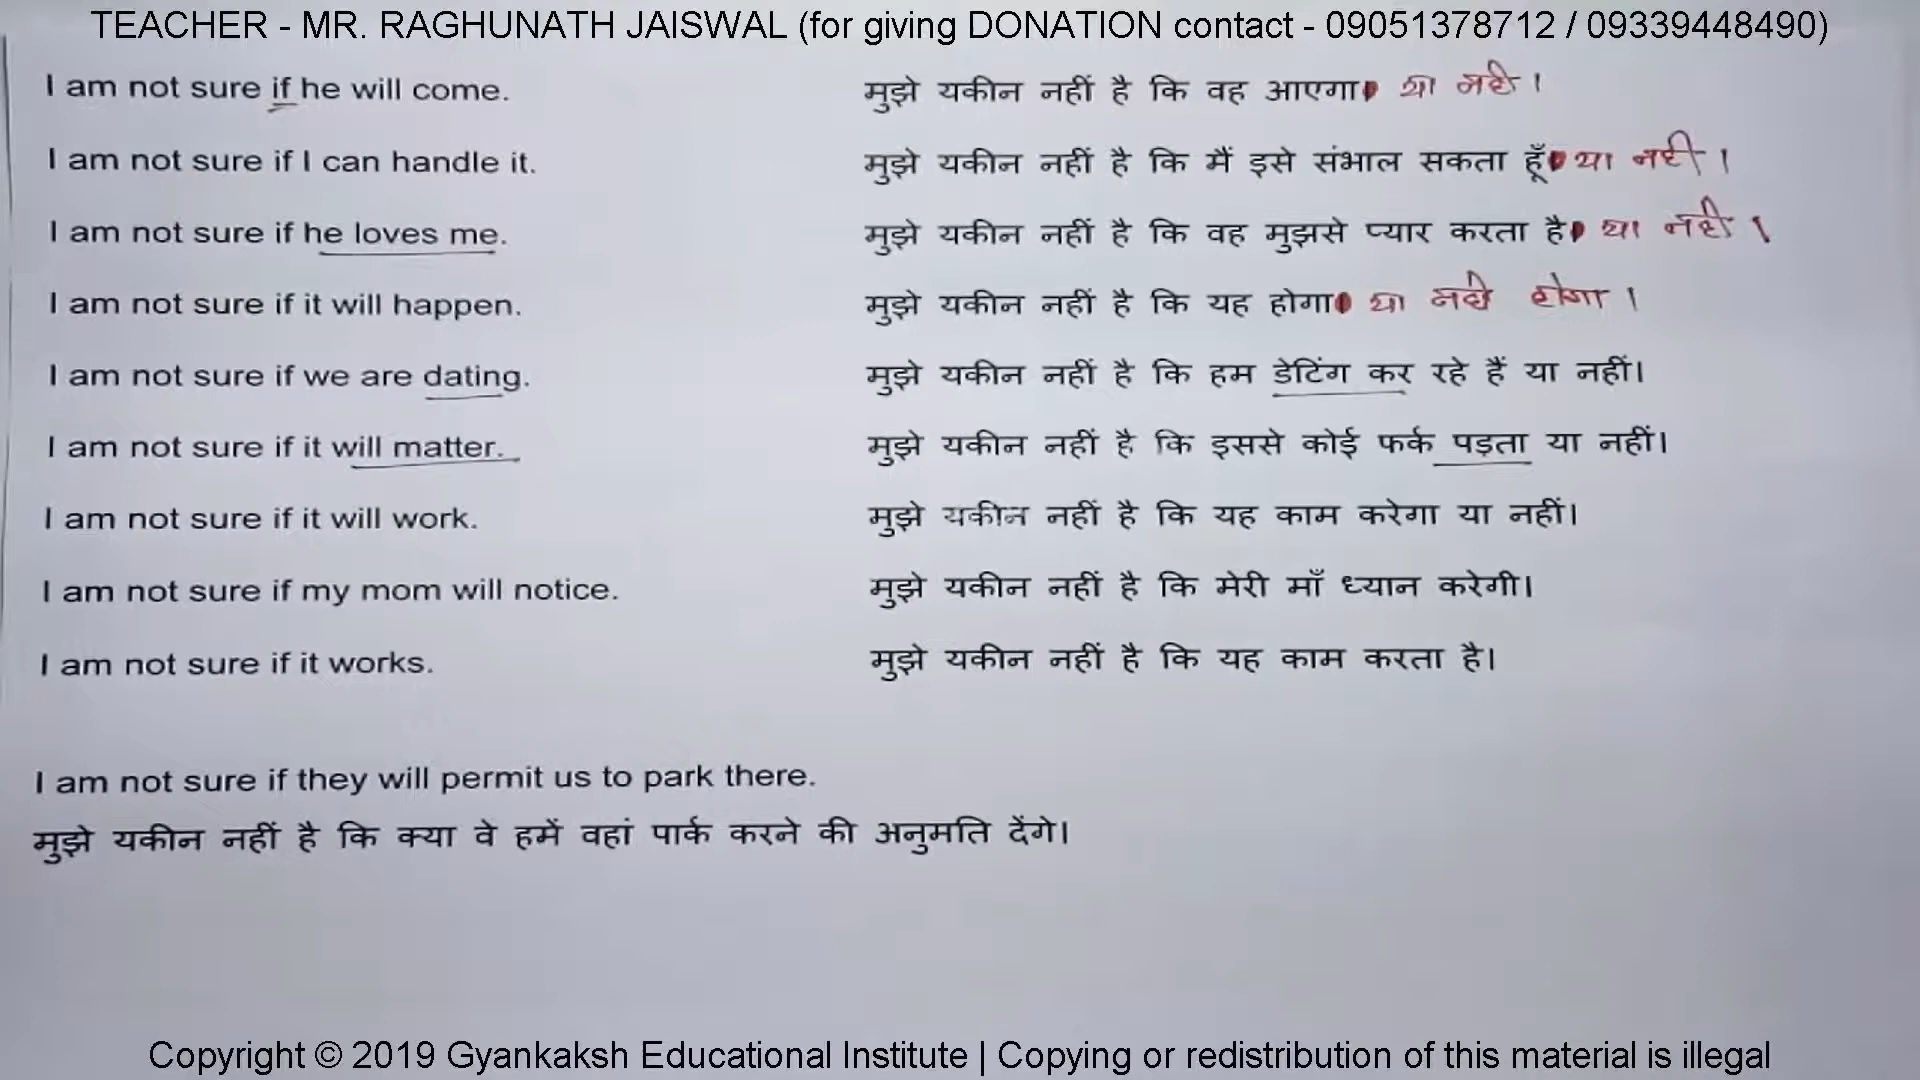 TEACHER - MR. RAGHUNATH JAISWAL (for giving DONATION contact - 09051378712 / 09339448490)
I am not sure if he will come. मुझे यकीन नहीं है कि वह आएगा या नही।
I am not sure if I can handle it. मुझे यकीन नहीं है कि मैं इसे संभाल सकता हूँ या नही।
I am not sure if he loves me. मुझे यकीन नहीं है कि वह मुझसे प्यार करता है या नही।
I am not sure if it will happen. मुझे यकीन नहीं है कि यह होगा या नही होगा।
I am not sure if we are dating. मुझे यकीन नहीं है कि हम डेटिंग कर रहे हैं या नहीं।
I am not sure if it will matter. मुझे यकीन नहीं है कि इससे कोई फर्क पड़ता या नहीं।
I am not sure if it will work. मुझे यकीन नहीं है कि यह काम करेगा या नहीं।
I am not sure if my mom will notice. मुझे यकीन नहीं है कि मेरी माँ ध्यान करेगी।
I am not sure if it works. मुझे यकीन नहीं है कि यह काम करता है।
I am not sure if they will permit us to park there.
मुझे यकीन नहीं है कि क्या वे हमें वहां पार्क करने की अनुमति देंगे।
Copyright © 2019 Gyankaksh Educational Institute | Copying or redistribution of this material is illegal